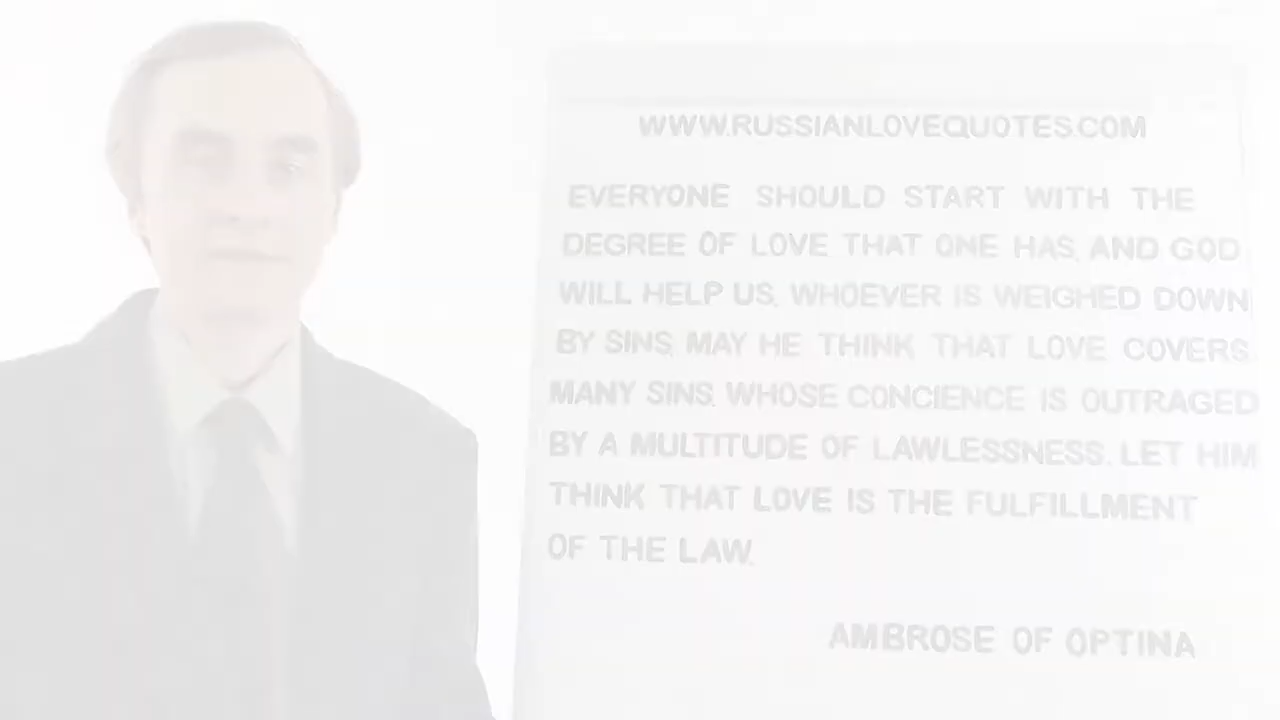 WWW.RUSSIANLOVEQUOTES.COM
EVERYONE SHOULD START WITH THE
DEGREE OF LOVE THAT ONE HAS, AND GOD
WILL HELP US. WHOEVER IS WEIGHED DOWN
BY SINS, MAY HE THINK THAT LOVE COVERS
MANY SINS. WHOSE CONCIENCE IS OUTRAGED
BY A MULTITUDE OF LAWLESSNESS, LET HIM
THINK THAT LOVE IS THE FULFILLMENT
OF THE LAW.
AMBROSE OF OPTINA